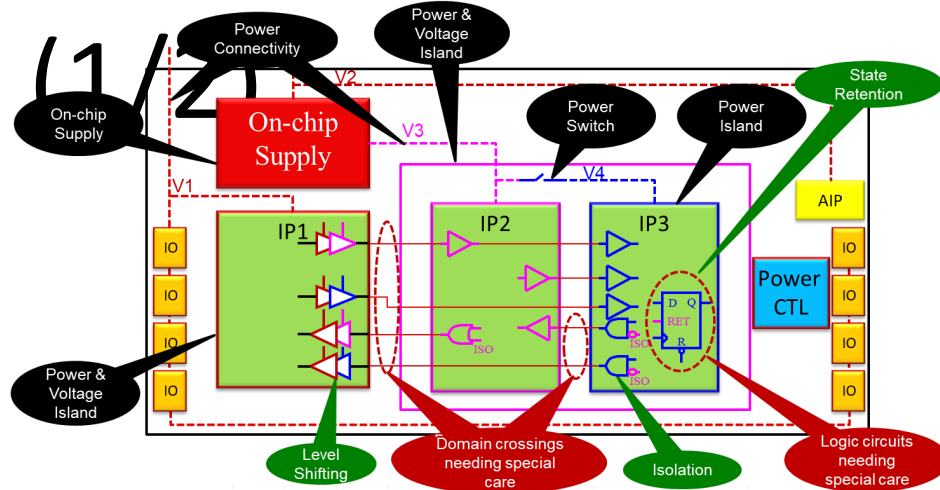 (1/2)
Power
Connectivity
Power &
Voltage
Island
State
Retention
V2
On-chip
Supply
On-chip
Supply
V3
Power
Switch
Power
Island
V4
V1
AIP
IP1
IP2
IP3
IO
IO
IO
IO
IO
IO
IO
IO
Power
CTL
D Q
RET
R
ISO
ISO
ISO
Power &
Voltage
Island
Level
Shifting
Domain crossings
needing special
care
Isolation
Logic circuits
needing
special care